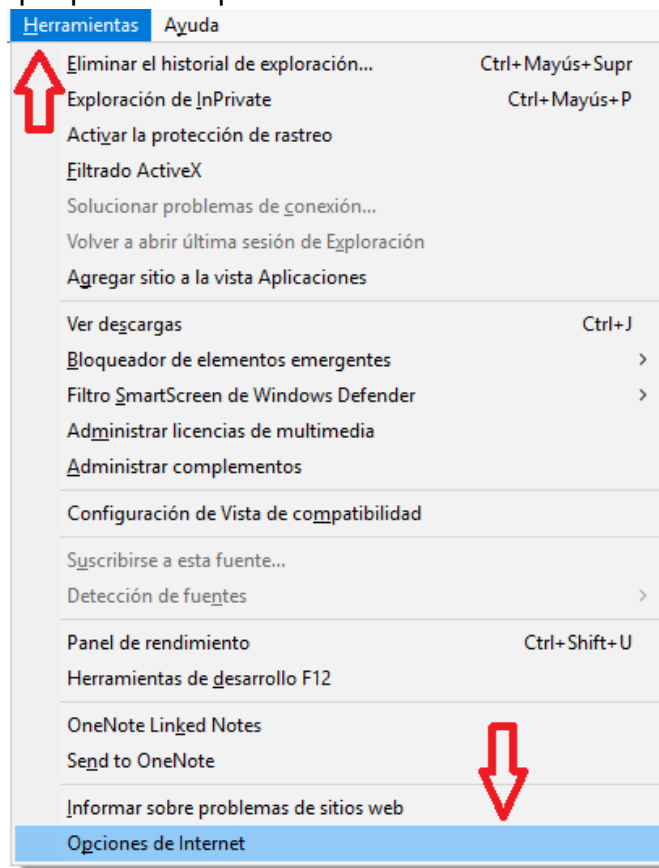 Herramientas Ayuda
Eliminar el historial de exploración... Ctrl+Mayús+Supr
Exploración de InPrivate Ctrl+Mayús+P
Activar la protección de rastreo
Filtrado ActiveX
Solucionar problemas de conexión...
Volver a abrir última sesión de Exploración
Agregar sitio a la vista Aplicaciones
Ver descargas Ctrl+J
Bloqueador de elementos emergentes >
Filtro SmartScreen de Windows Defender >
Administrar licencias de multimedia
Administrar complementos
Configuración de Vista de compatibilidad
Suscribirse a esta fuente...
Detección de fuentes >
Panel de rendimiento Ctrl+Shift+U
Herramientas de desarrollo F12
OneNote Linked Notes
Send to OneNote
Informar sobre problemas de sitios web
Opciones de Internet